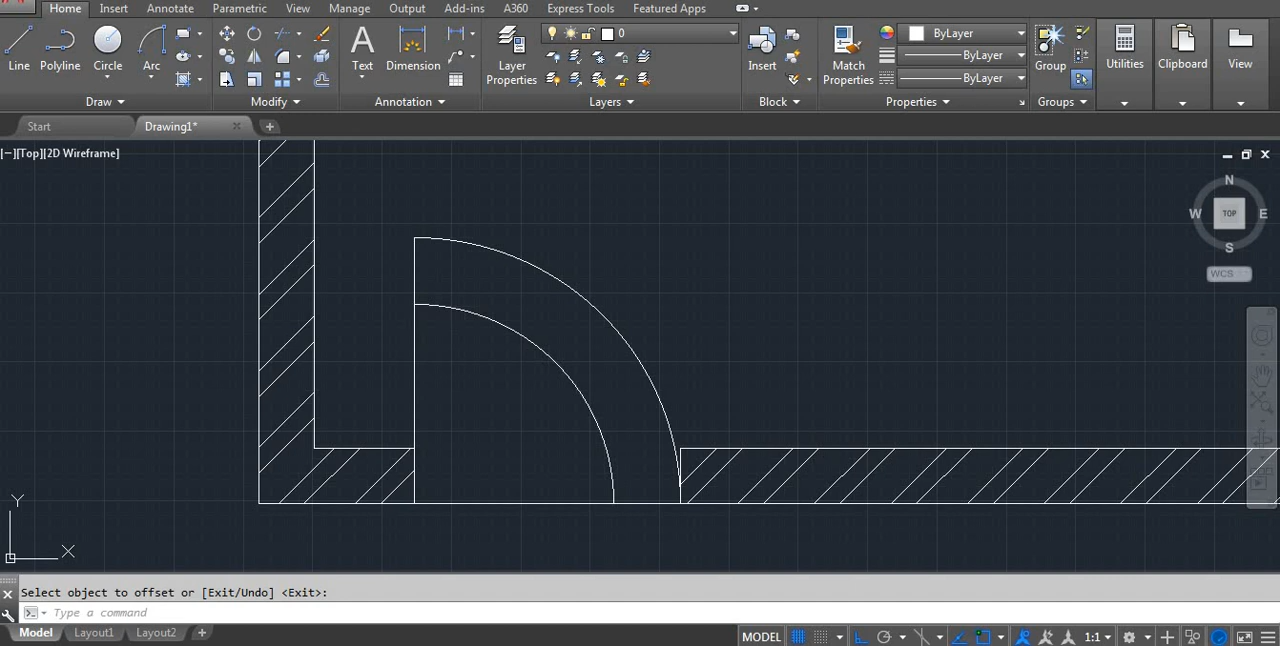 Home Insert Annotate Parametric View Manage Output Add-ins A360 Express Tools Featured Apps
0 ByLayer
Line Polyline Circle Arc Text Dimension Layer Properties Insert ByLayer Match Properties Group Utilities Clipboard View
ByLayer
Draw Modify Annotation Layers Block Properties Groups
Start Drawing1*
[−][Top][2D Wireframe]
N
W TOP E
S
WCS
Y
X
Select object to offset or [Exit/Undo] <Exit>:
Type a command
Model Layout1 Layout2 MODEL 1:1